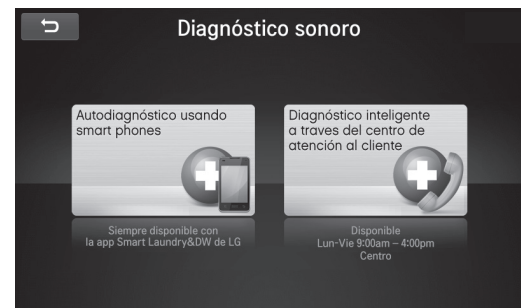 Diagnóstico sonoro
Autodiagnóstico usando
smart phones
Siempre disponible con
la app Smart Laundry&DW de LG
Diagnóstico inteligente
a traves del centro de
atención al cliente
Disponible
Lun-Vie 9:00am – 4:00pm
Centro